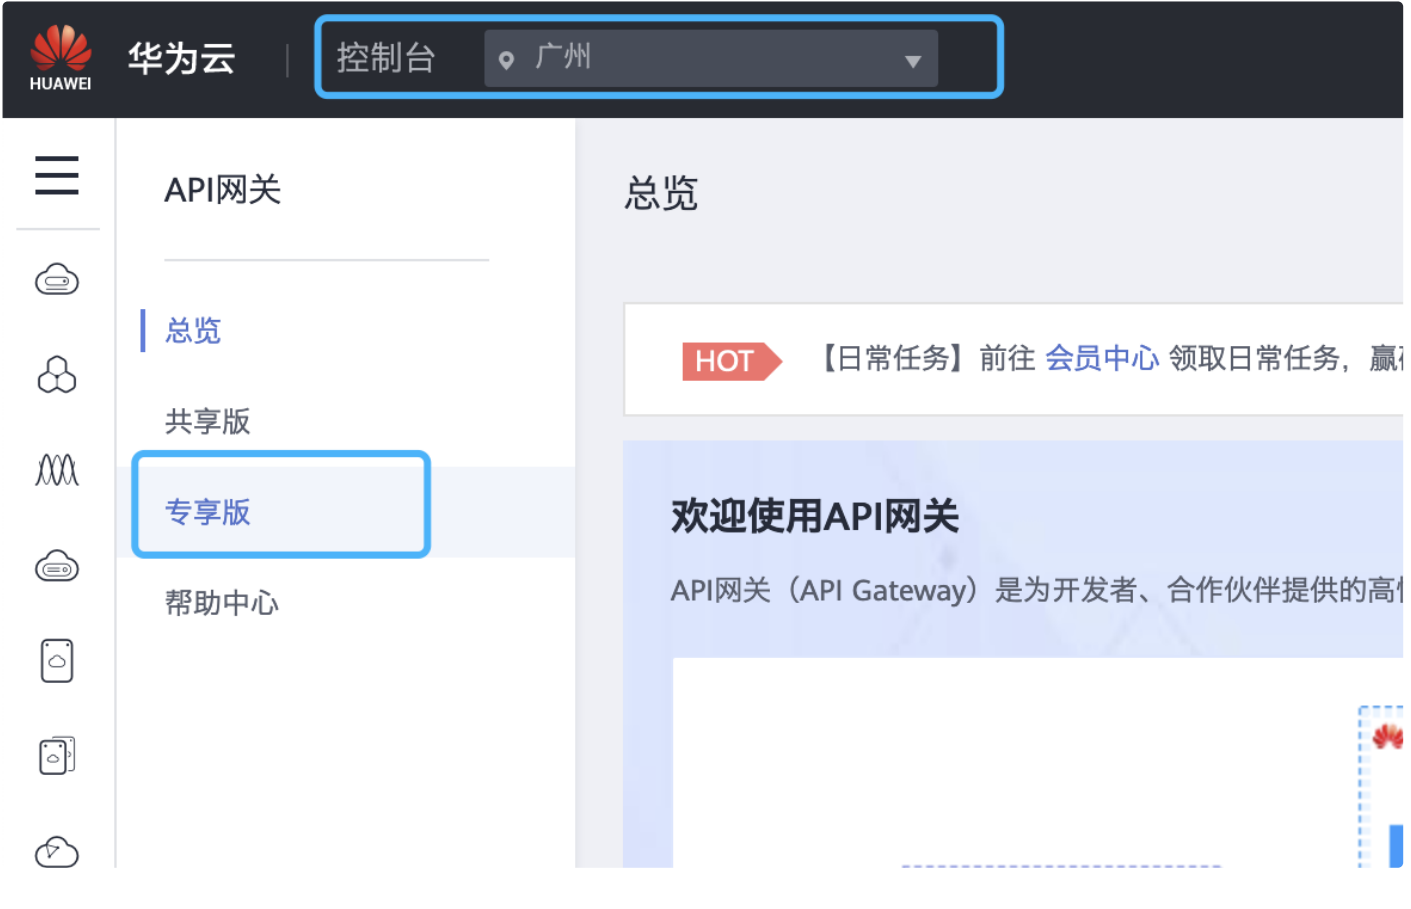 HUAWEI
华为云
控制台
广州
API网关
总览
共享版
专享版
帮助中心
总览
HOT
【日常任务】前往 会员中心 领取日常任务，赢
欢迎使用API网关
API网关（API Gateway）是为开发者、合作伙伴提供的高